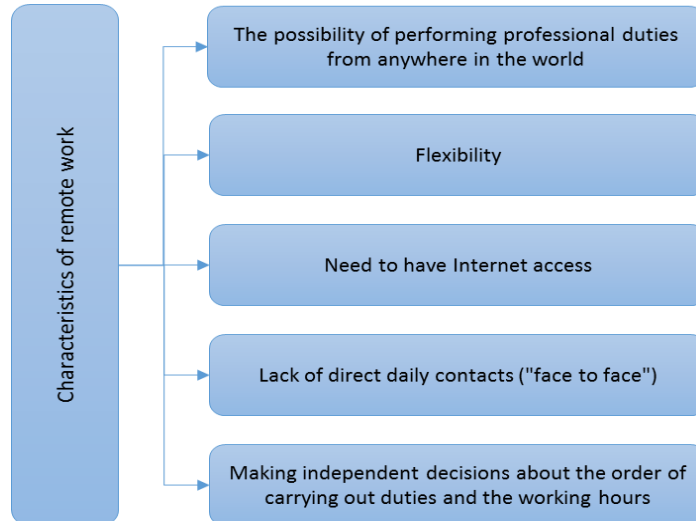 Characteristics of remote work
The possibility of performing professional duties
from anywhere in the world
Flexibility
Need to have Internet access
Lack of direct daily contacts ("face to face")
Making independent decisions about the order of
carrying out duties and the working hours